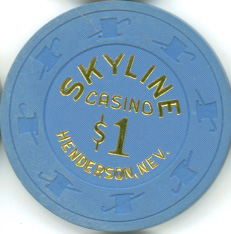 SKYLINE
CASINO
$1
HENDERSON, NEV.